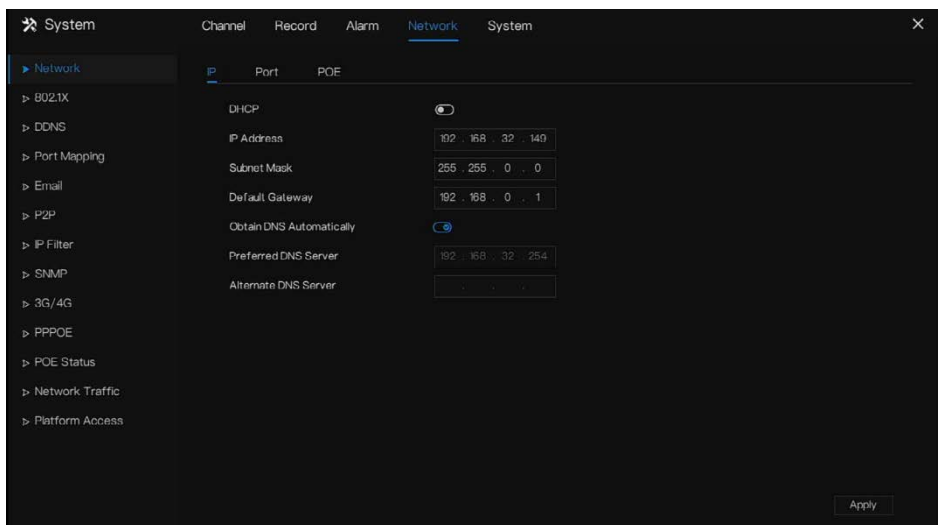 System Channel Record Alarm Network System
Network
802.1X
DDNS
Port Mapping
Email
P2P
IP Filter
SNMP
3G/4G
PPPOE
POE Status
Network Traffic
Platform Access
IP Port POE
DHCP
IP Address 192 . 168 . 32 . 149
Subnet Mask 255 . 255 . 0 . 0
Default Gateway 192 . 168 . 0 . 1
Obtain DNS Automatically
Preferred DNS Server 192 . 168 . 32 . 254
Alternate DNS Server . . .
Apply